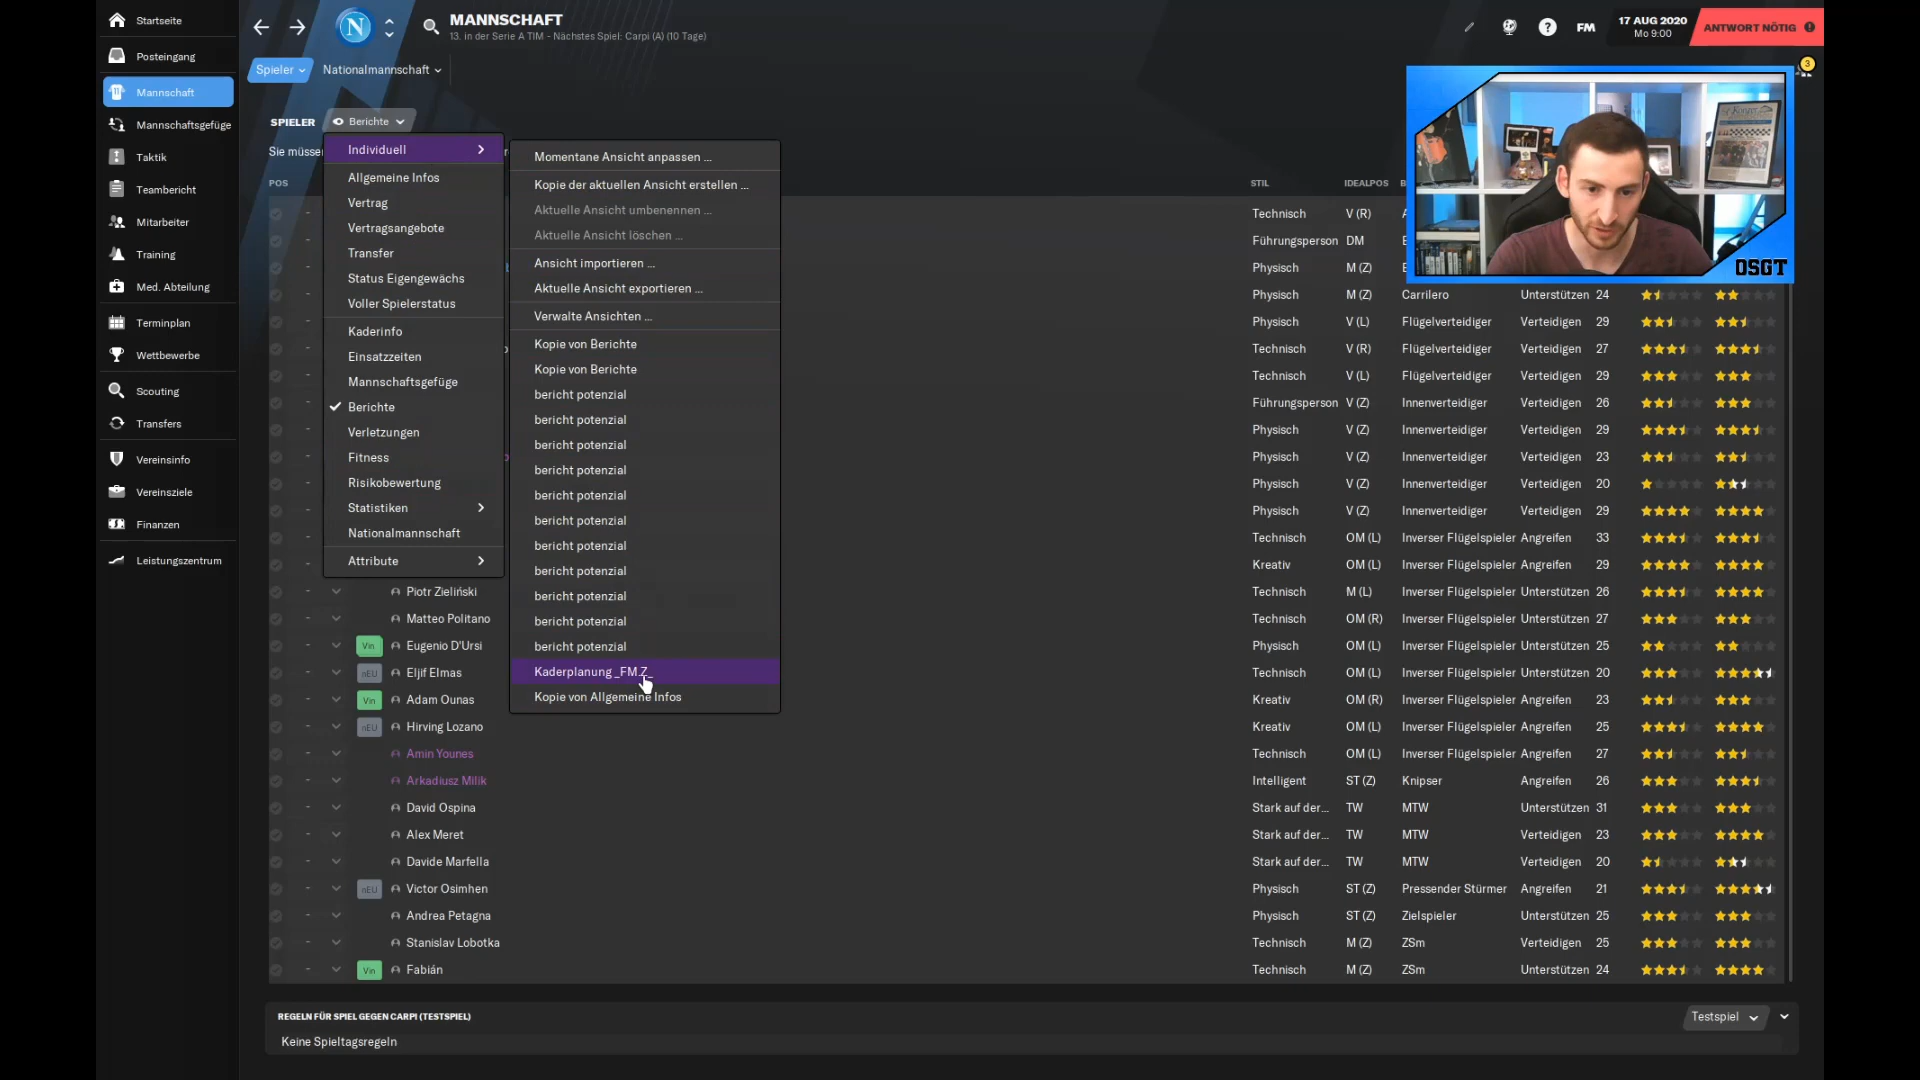 Startseite
Posteingang
Mannschaft
Mannschaftsgefüge
Taktik
Teambericht
Mitarbeiter
Training
Med. Abteilung
Terminplan
Wettbewerbe
Scouting
Transfers
Vereinsinfo
Vereinsziele
Finanzen
Leistungszentrum
N
MANNSCHAFT
13. in der Serie A TIM - Nächstes Spiel: Carpi (A) (10 Tage)
FM
17 AUG 2020
Mo 9:00
ANTWORT NÖTIG
3
Spieler
Nationalmannschaft
SPIELER
Berichte
Sie müssen
POS
STIL
IDEALPOS
OSGT
Individuell
Allgemeine Infos
Vertrag
Vertragsangebote
Transfer
Status Eigengewächs
Voller Spielerstatus
Kaderinfo
Einsatzzeiten
Mannschaftsgefüge
Berichte
Verletzungen
Fitness
Risikobewertung
Statistiken
Nationalmannschaft
Attribute
Momentane Ansicht anpassen ...
Kopie der aktuellen Ansicht erstellen ...
Aktuelle Ansicht umbenennen ...
Aktuelle Ansicht löschen ...
Ansicht importieren ...
Aktuelle Ansicht exportieren ...
Verwalte Ansichten ...
Kopie von Berichte
Kopie von Berichte
bericht potenzial
bericht potenzial
bericht potenzial
bericht potenzial
bericht potenzial
bericht potenzial
bericht potenzial
bericht potenzial
bericht potenzial
bericht potenzial
bericht potenzial
Kaderplanung _FM.Z_
Kopie von Allgemeine Infos
Technisch V (R)
Führungsperson DM
Physisch M (Z)
Physisch M (Z) Carrilero Unterstützen 24
Physisch V (L) Flügelverteidiger Verteidigen 29
Technisch V (R) Flügelverteidiger Verteidigen 27
Technisch V (L) Flügelverteidiger Verteidigen 29
Führungsperson V (Z) Innenverteidiger Verteidigen 26
Physisch V (Z) Innenverteidiger Verteidigen 29
Physisch V (Z) Innenverteidiger Verteidigen 23
Physisch V (Z) Innenverteidiger Verteidigen 20
Physisch V (Z) Innenverteidiger Verteidigen 29
Technisch OM (L) Inverser Flügelspieler Angreifen 33
Kreativ OM (L) Inverser Flügelspieler Angreifen 29
Piotr Zieliński Technisch M (L) Inverser Flügelspieler Unterstützen 26
Matteo Politano Technisch OM (R) Inverser Flügelspieler Unterstützen 27
Vin Eugenio D'Ursi Physisch OM (L) Inverser Flügelspieler Unterstützen 25
nEU Eljif Elmas Technisch OM (L) Inverser Flügelspieler Unterstützen 20
Vin Adam Ounas Kreativ OM (R) Inverser Flügelspieler Angreifen 23
nEU Hirving Lozano Kreativ OM (L) Inverser Flügelspieler Angreifen 25
Amin Younes Technisch OM (L) Inverser Flügelspieler Angreifen 27
Arkadiusz Milik Intelligent ST (Z) Knipser Angreifen 26
David Ospina Stark auf der... TW MTW Unterstützen 31
Alex Meret Stark auf der... TW MTW Verteidigen 23
Davide Marfella Stark auf der... TW MTW Verteidigen 20
nEU Victor Osimhen Physisch ST (Z) Pressender Stürmer Angreifen 21
Andrea Petagna Physisch ST (Z) Zielspieler Unterstützen 25
Stanislav Lobotka Technisch M (Z) ZSm Verteidigen 25
Vin Fabián Technisch M (Z) ZSm Unterstützen 24
REGELN FÜR SPIEL GEGEN CARPI (TESTSPIEL)
Testspiel
Keine Spieltagsregeln